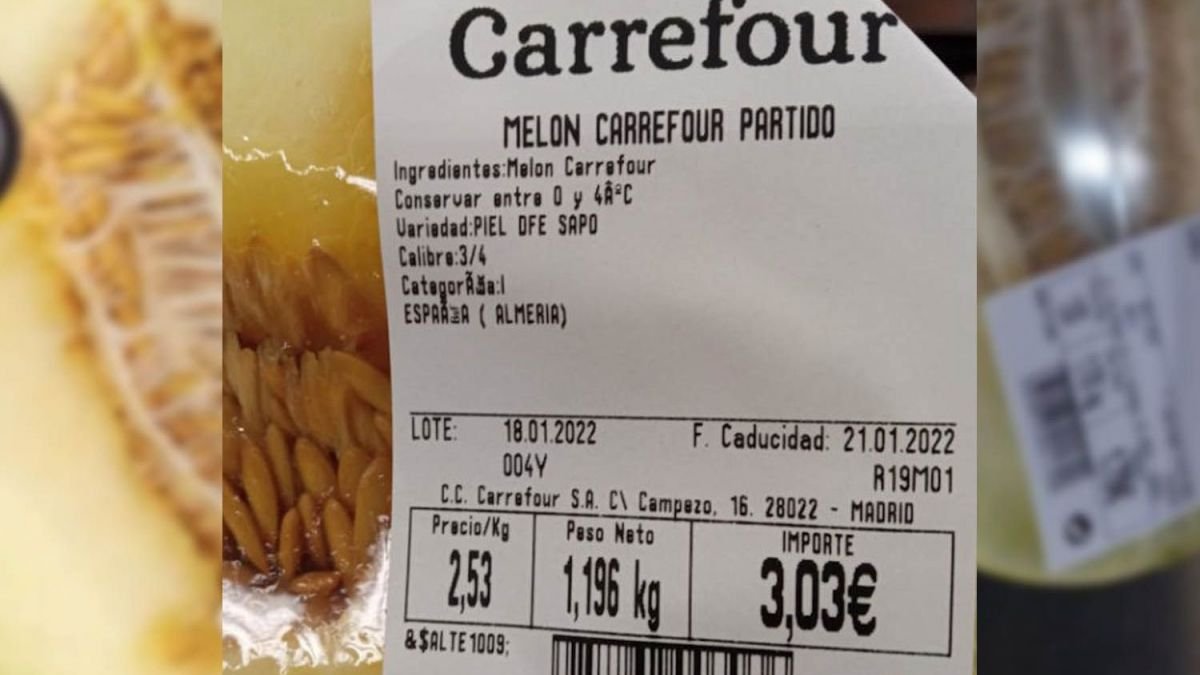 Carrefour
MELON CARREFOUR PARTIDO
Ingredientes:Melon Carrefour
Conservar entre 0 y 4ÂºC
Variedad:PIEL DFE SAPO
Calibre:3/4
I
ESPAÃ ( ALMERIA)
LOTE: 18.01.2022 F. Caducidad: 21.01.2022
004Y R19M01
C.C. Carrefour S.A. C\ Campezo, 16. 28022 - MADRID
Precio/Kg Peso Neto IMPORTE
2,53 1,196 kg 3,03€
&$ALTE1009;